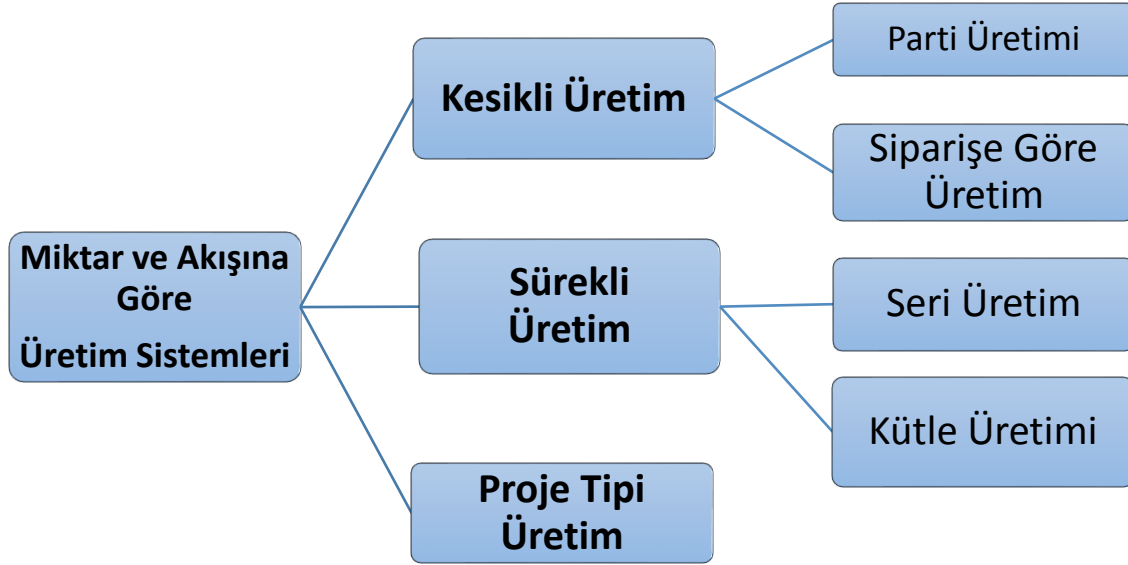 Miktar ve Akışına
Göre
Üretim Sistemleri
Kesikli Üretim
Parti Üretimi
Siparişe Göre
Üretim
Sürekli
Üretim
Seri Üretim
Kütle Üretimi
Proje Tipi
Üretim